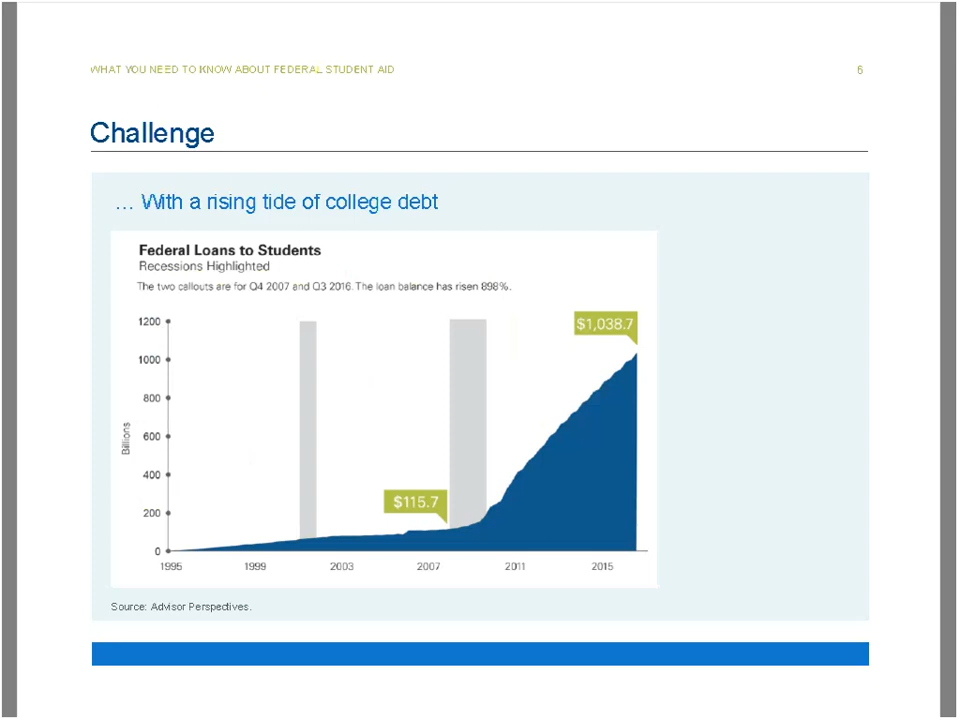 WHAT YOU NEED TO KNOW ABOUT FEDERAL STUDENT AID
6
Challenge
… With a rising tide of college debt
Federal Loans to Students
Recessions Highlighted
The two callouts are for Q4 2007 and Q3 2016. The loan balance has risen 898%.
1200
1000
800
600
400
200
0
Billions
$1,038.7
$115.7
1995 1999 2003 2007 2011 2015
Source: Advisor Perspectives.